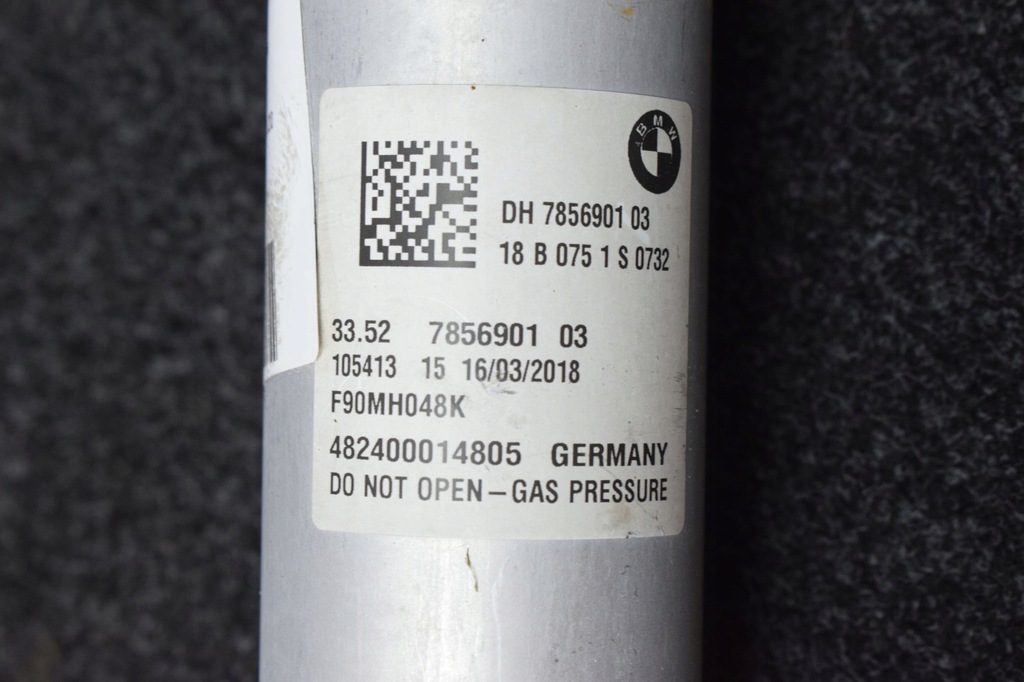 BMW
DH 7856901 03
18 B 075 1 S 0732
33.52 7856901 03
105413 15 16/03/2018
F90MH048K
482400014805 GERMANY
DO NOT OPEN – GAS PRESSURE